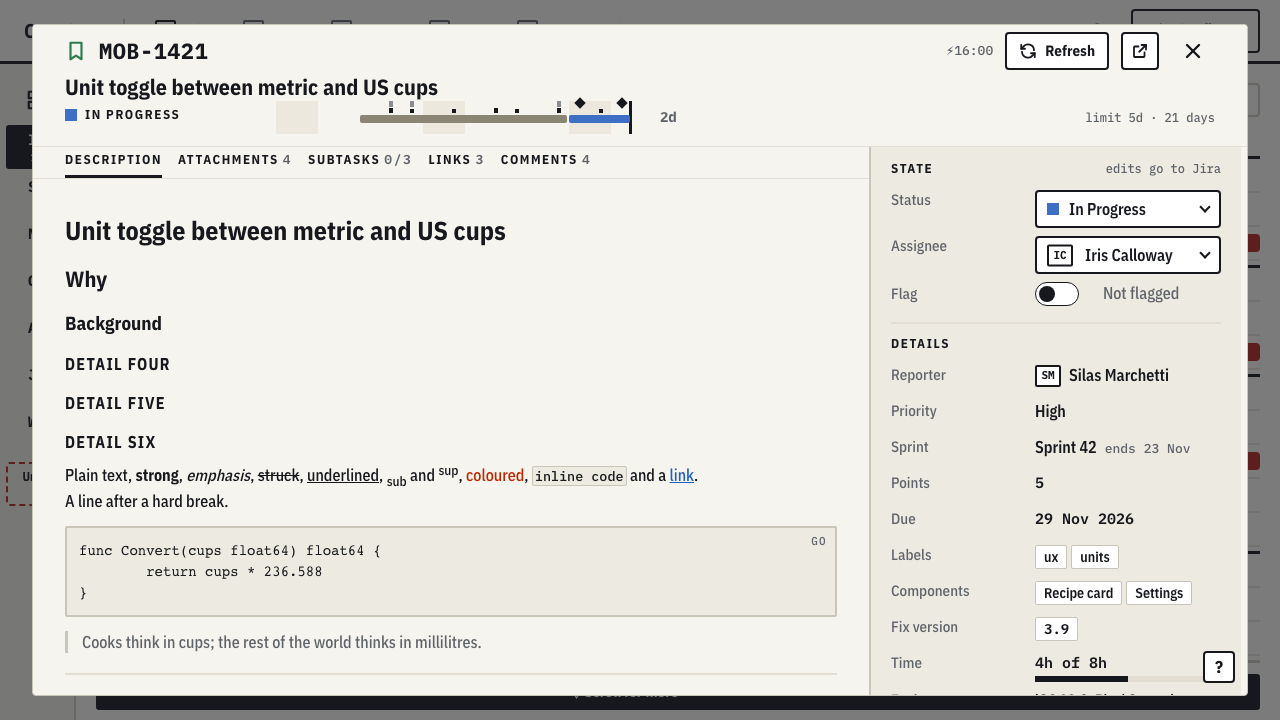 MOB-1421
⚡16:00
Refresh
Unit toggle between metric and US cups
IN PROGRESS
2d
limit 5d · 21 days
DESCRIPTION ATTACHMENTS 4 SUBTASKS 0/3 LINKS 3 COMMENTS 4
Unit toggle between metric and US cups
Why
Background
DETAIL FOUR
DETAIL FIVE
DETAIL SIX
Plain text, strong, emphasis, struck, underlined, sub and sup, coloured, inline code and a link.
A line after a hard break.
GO
func Convert(cups float64) float64 {
return cups * 236.588
}
Cooks think in cups; the rest of the world thinks in millilitres.
STATE edits go to Jira
Status In Progress
Assignee IC Iris Calloway
Flag Not flagged
DETAILS
Reporter SM Silas Marchetti
Priority High
Sprint Sprint 42 ends 23 Nov
Points 5
Due 29 Nov 2026
Labels ux units
Components Recipe card Settings
Fix version 3.9
Time 4h of 8h
?